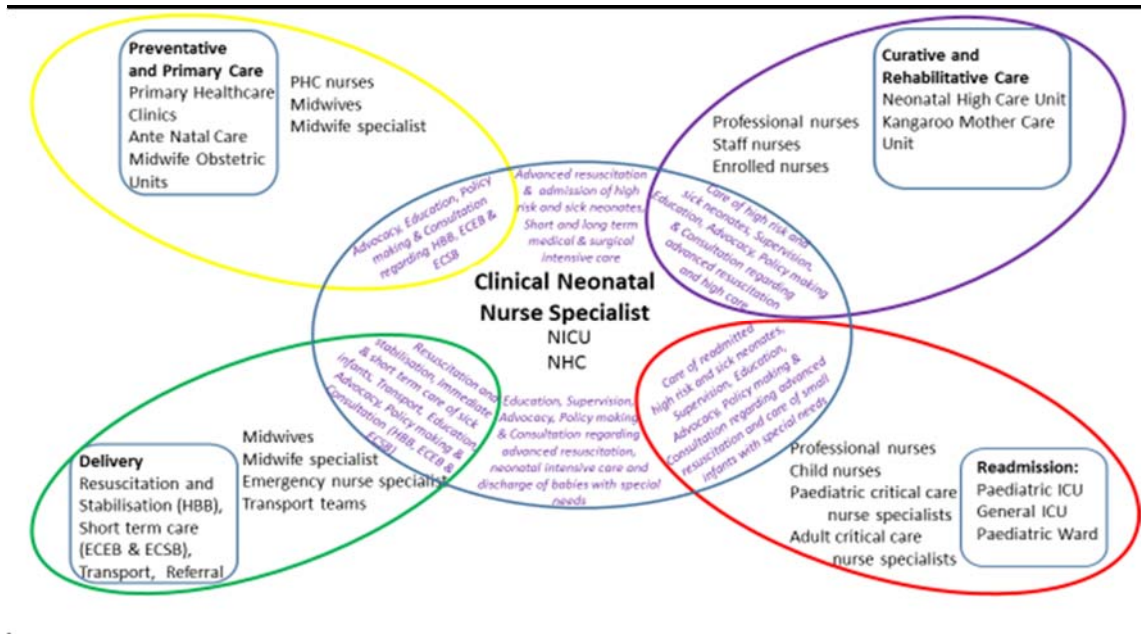 Preventative
and Primary Care
Primary Healthcare
Clinics
Ante Natal Care
Midwife Obstetric
Units
PHC nurses
Midwives
Midwife specialist
Curative and
Rehabilitative Care
Neonatal High Care Unit
Kangaroo Mother Care
Unit
Professional nurses
Staff nurses
Enrolled nurses
Advocacy, Education, Policy
making & Consultation
regarding HBB, ECEB &
ECSB
Advanced resuscitation
& admission of high
risk and sick neonates,
Short and long term
medical & surgical
intensive care
Care of high risk and
sick neonates, Supervision,
Education, Advocacy, Policy making
& Consultation regarding
advanced resuscitation
and high care
Clinical Neonatal
Nurse Specialist
NICU
NHC
Resuscitation and
stabilisation, Immediate
& short term care of sick
infants, Transport, Education,
Advocacy, Policy making &
Consultation (HBB, ECEB &
ECSB)
Education, Supervision,
Advocacy, Policy making
& Consultation regarding
advanced resuscitation,
neonatal intensive care and
discharge of babies with special
needs
Care of readmitted
high risk and sick neonates,
Supervision, Education,
Advocacy, Policy making &
Consultation regarding advanced
resuscitation and care of small
infants with special needs
Delivery
Resuscitation and
Stabilisation (HBB),
Short term care
(ECEB & ECSB),
Transport, Referral
Midwives
Midwife specialist
Emergency nurse specialist
Transport teams
Professional nurses
Child nurses
Paediatric critical care
nurse specialists
Adult critical care
nurse specialists
Readmission:
Paediatric ICU
General ICU
Paediatric Ward